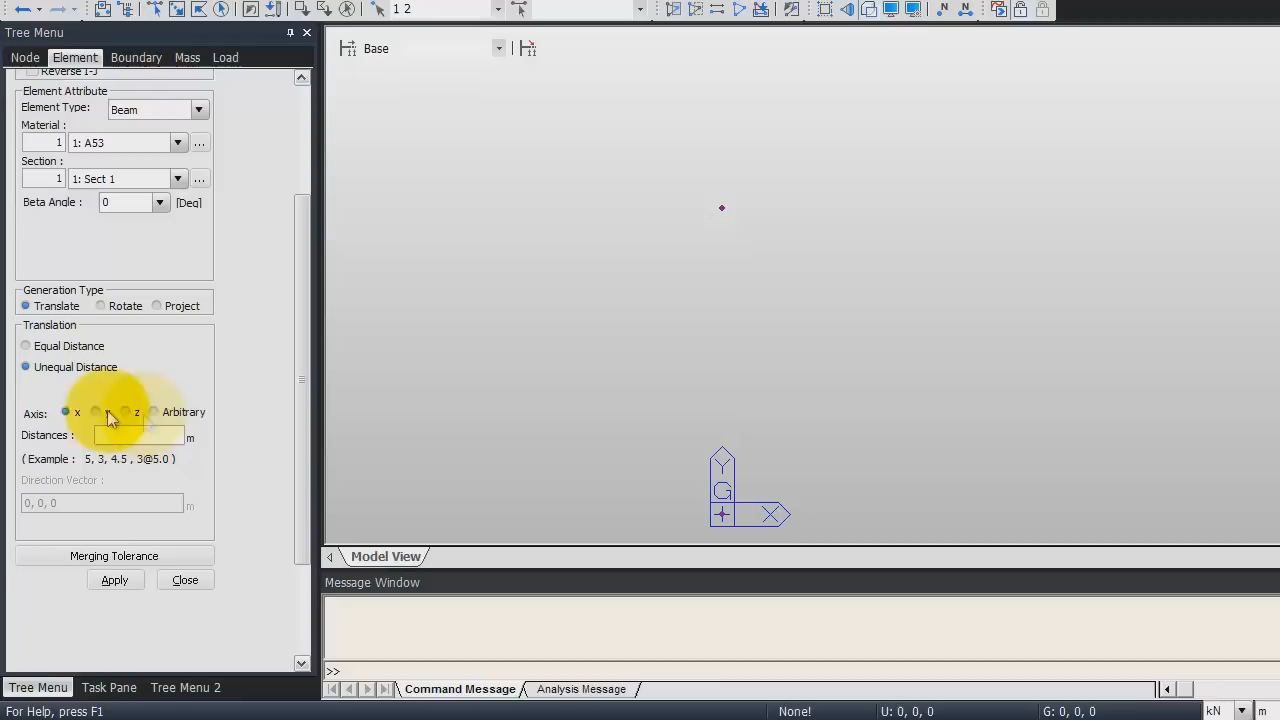 1 2
Tree Menu
Node Element Boundary Mass Load
Reverse I-J
Element Attribute
Element Type: Beam
Material :
1 1: A53 ...
Section :
1 1: Sect 1 ...
Beta Angle : 0 [Deg]
Generation Type
Translate Rotate Project
Translation
Equal Distance
Unequal Distance
Axis: x y z Arbitrary
Distances : m
( Example : 5, 3, 4.5 , 3@5.0 )
Direction Vector :
0, 0, 0 m
Merging Tolerance
Apply Close
Tree Menu Task Pane Tree Menu 2
For Help, press F1
Base
N N
Y
G
X
Model View
Message Window
>>
Command Message Analysis Message
None! U: 0, 0, 0 G: 0, 0, 0 kN m